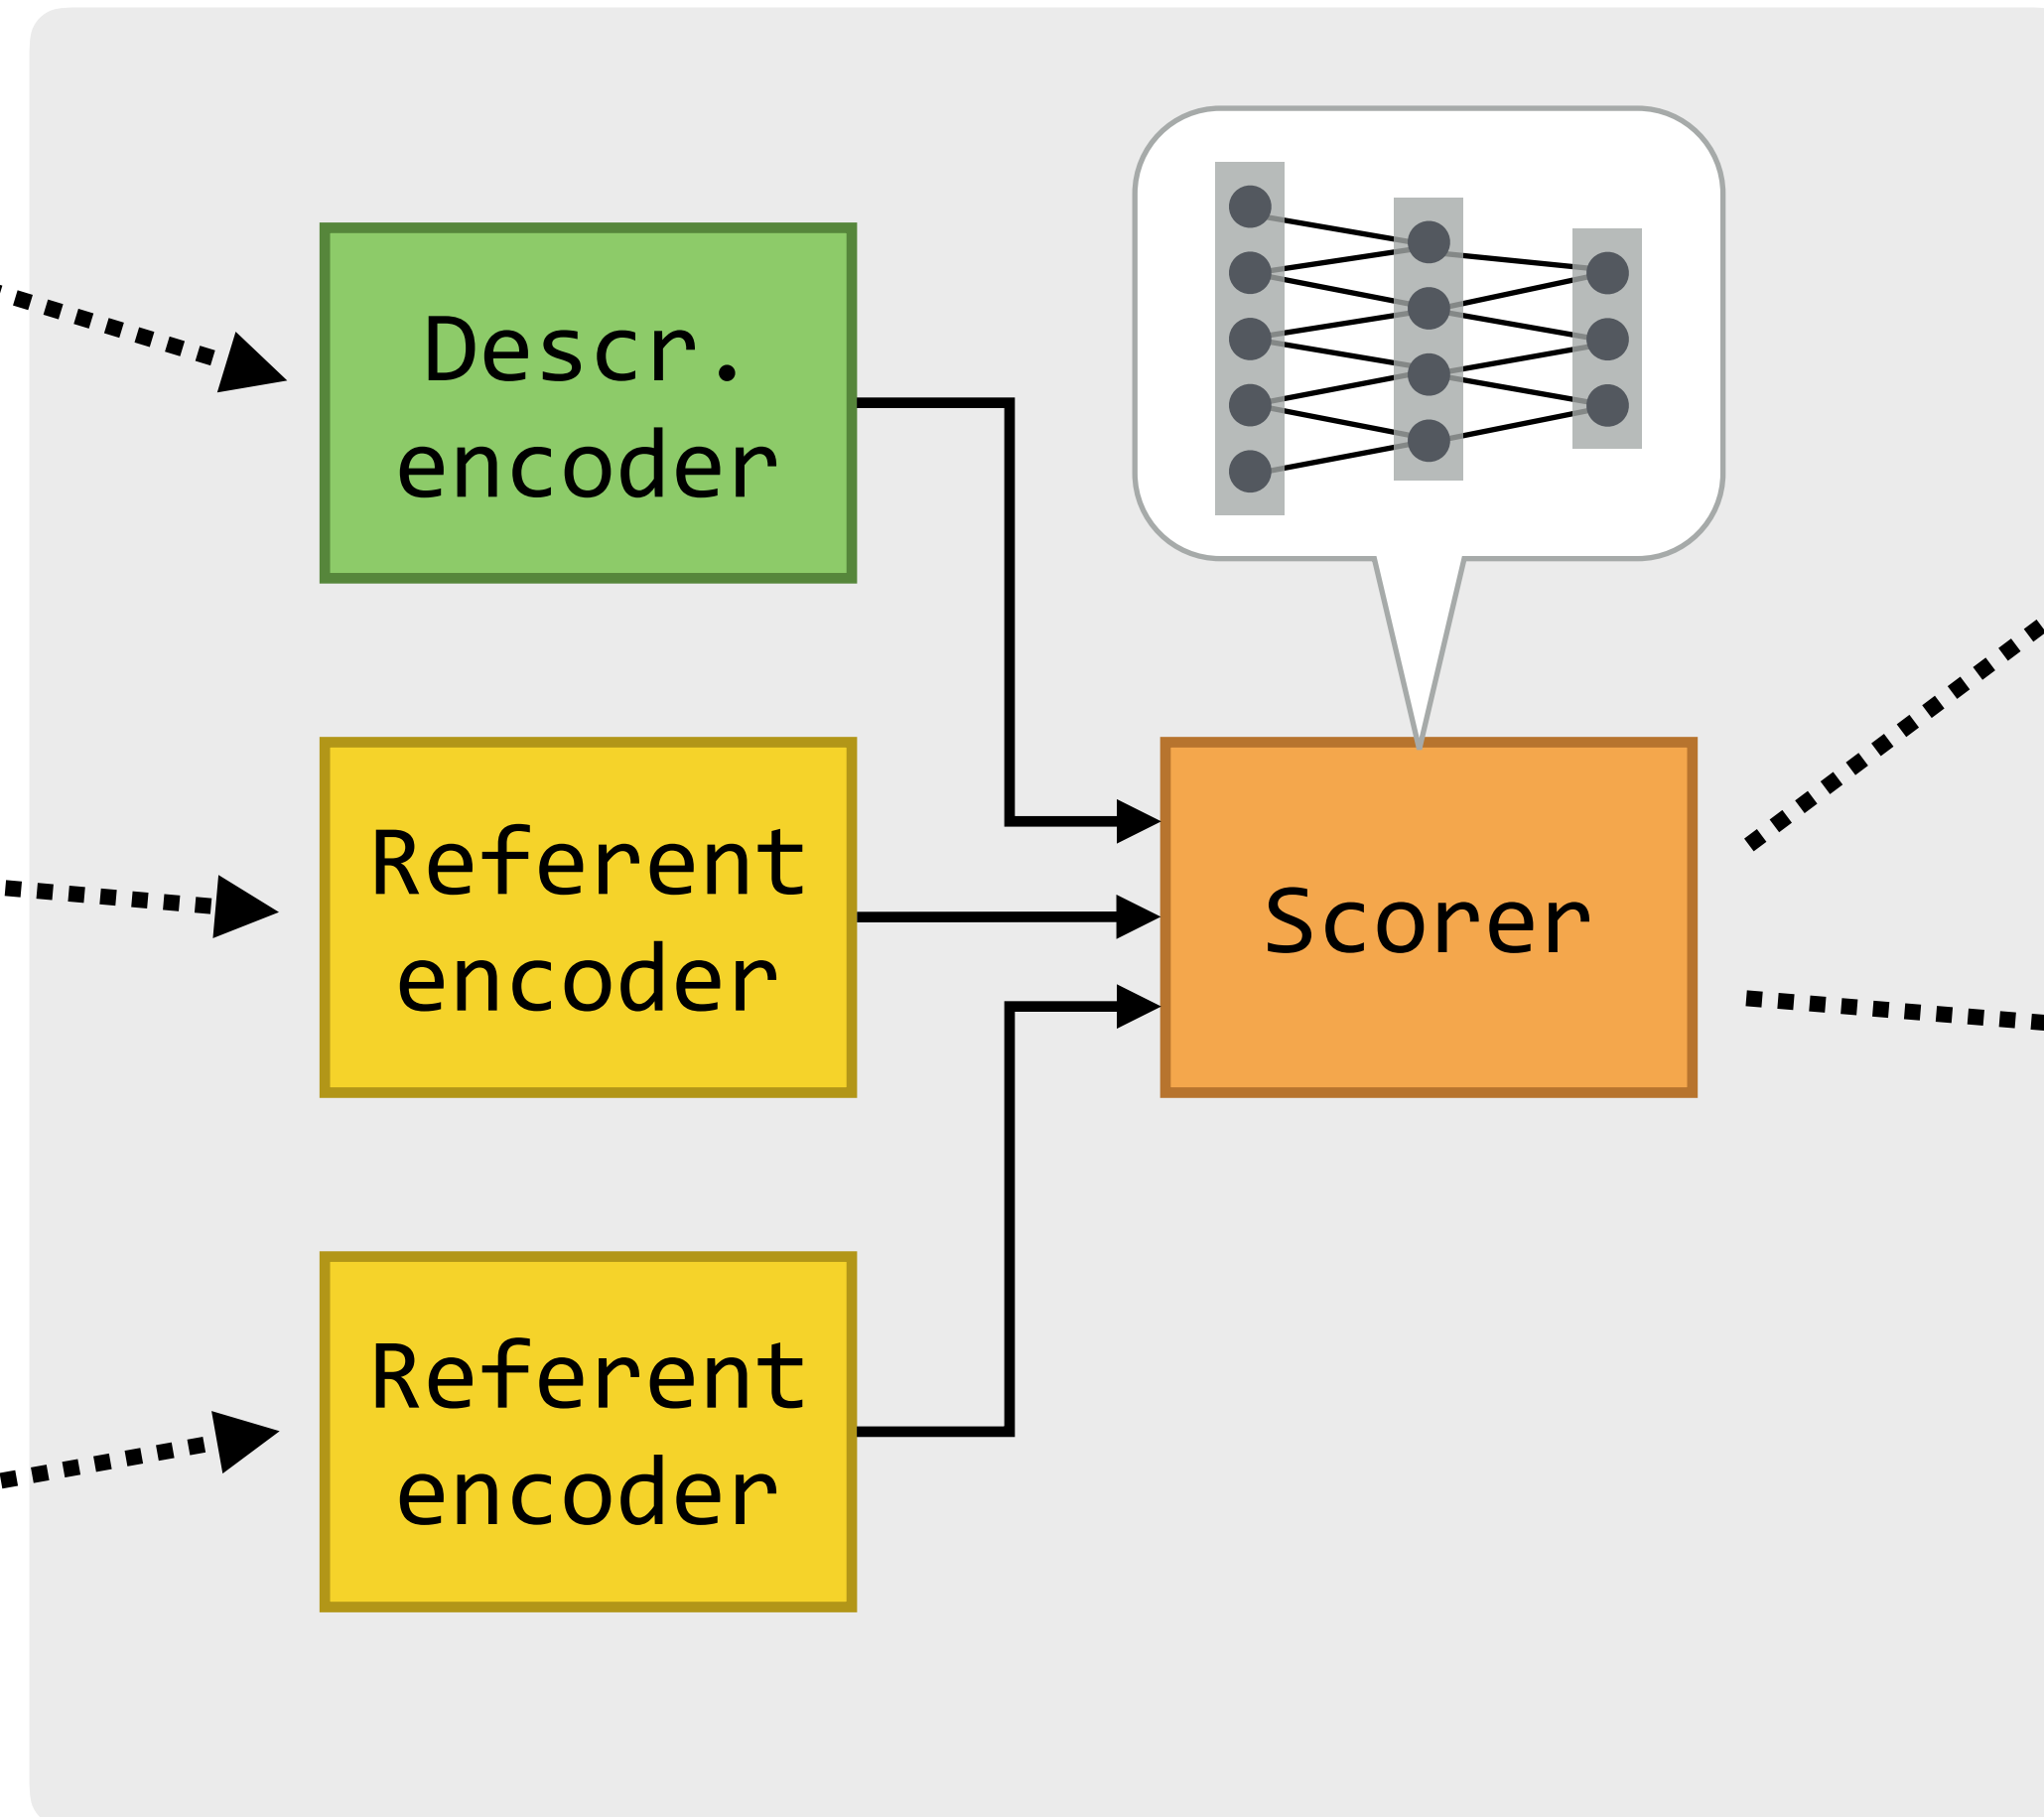 Descr.
encoder
Referent
encoder
Scorer
Referent
encoder